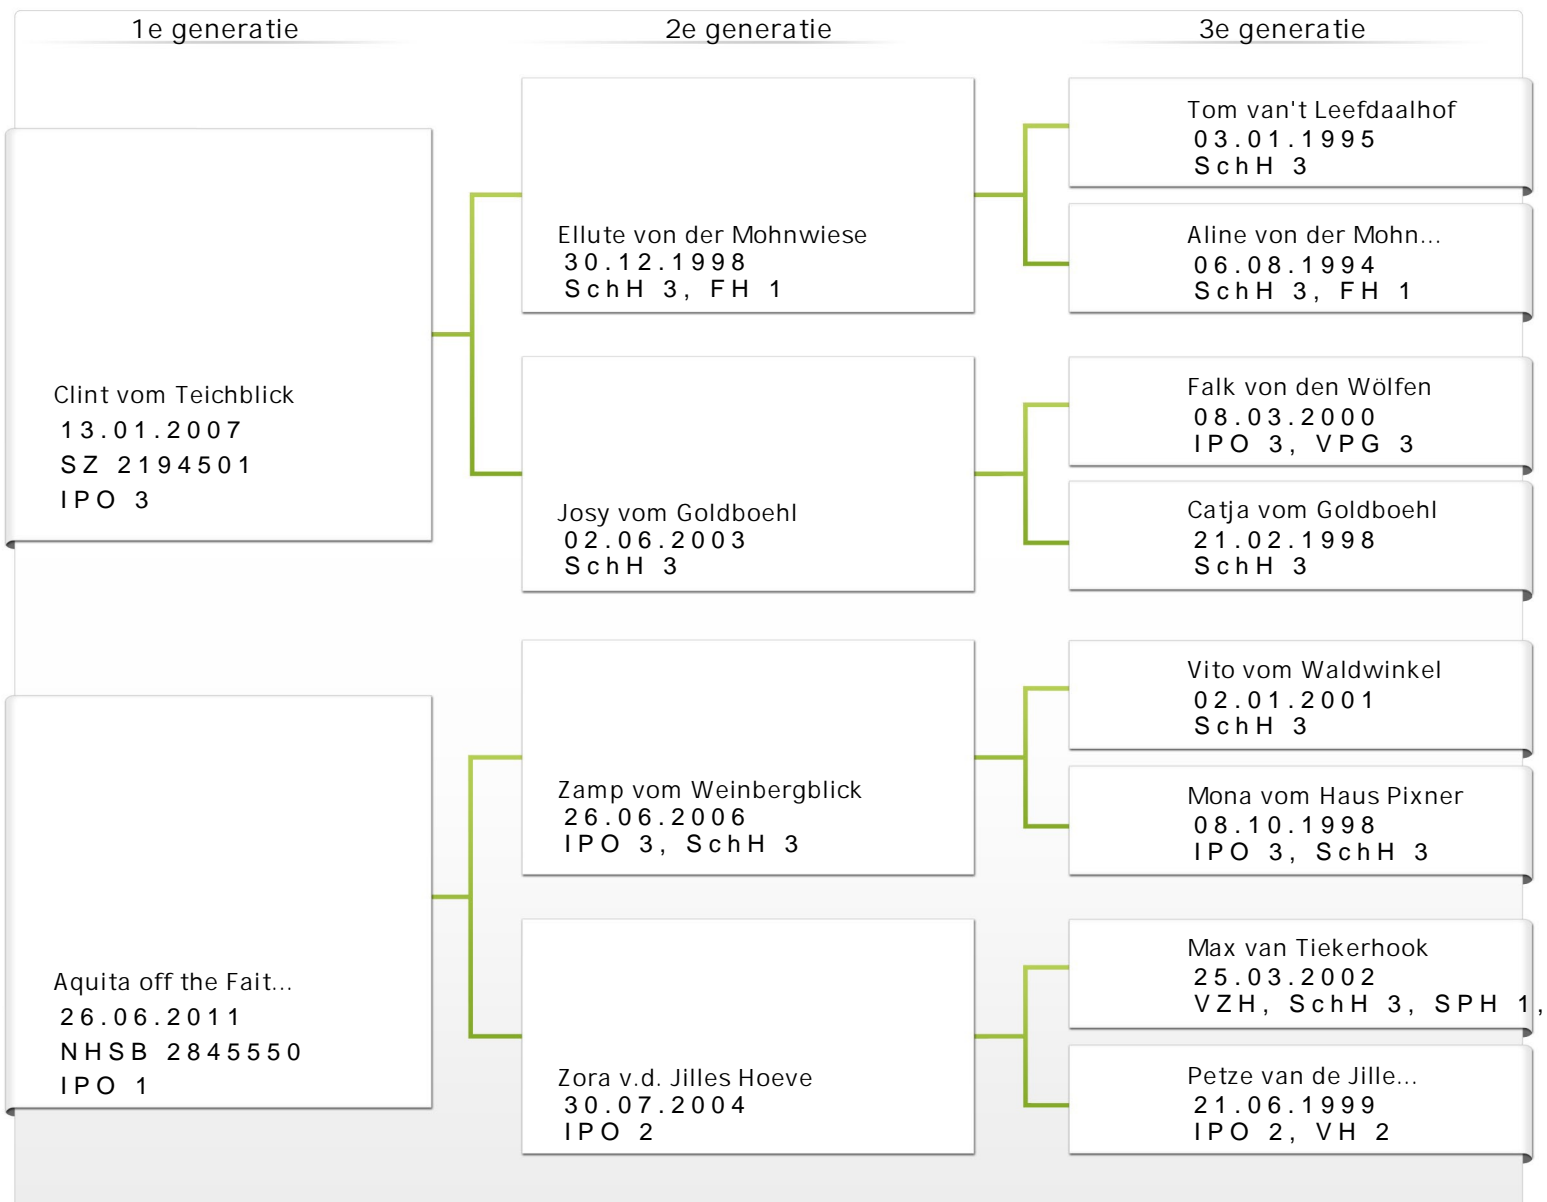 1e generatie
2e generatie
3e generatie
Clint vom Teichblick
13.01.2007
SZ 2194501
IPO 3
Aquita off the Fait...
26.06.2011
NHSB 2845550
IPO 1
Ellute von der Mohnwiese
30.12.1998
SchH 3, FH 1
Josy vom Goldboehl
02.06.2003
SchH 3
Zamp vom Weinbergblick
26.06.2006
IPO 3, SchH 3
Zora v.d. Jilles Hoeve
30.07.2004
IPO 2
Tom van't Leefdaalhof
03.01.1995
SchH 3
Aline von der Mohn...
06.08.1994
SchH 3, FH 1
Falk von den Wölfen
08.03.2000
IPO 3, VPG 3
Catja vom Goldboehl
21.02.1998
SchH 3
Vito vom Waldwinkel
02.01.2001
SchH 3
Mona vom Haus Pixner
08.10.1998
IPO 3, SchH 3
Max van Tiekerhook
25.03.2002
VZH, SchH 3, SPH 1,
Petze van de Jille...
21.06.1999
IPO 2, VH 2